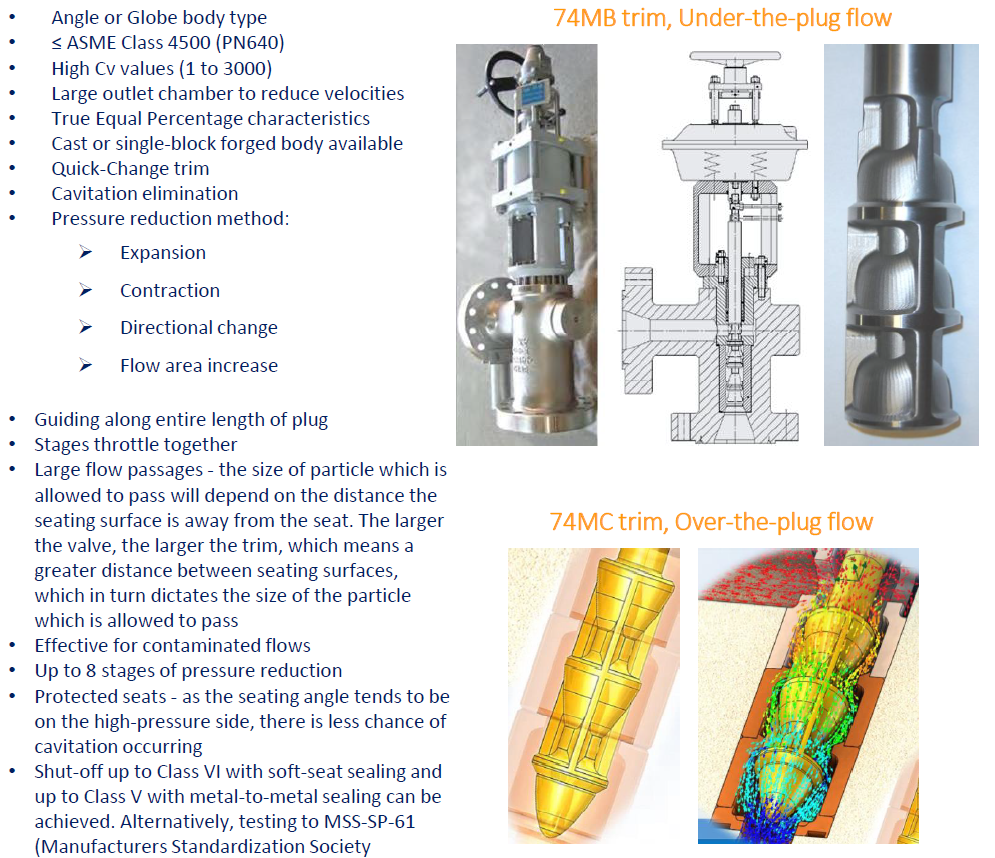 • Angle or Globe body type
• ≤ ASME Class 4500 (PN640)
• High Cv values (1 to 3000)
• Large outlet chamber to reduce velocities
• True Equal Percentage characteristics
• Cast or single-block forged body available
• Quick-Change trim
• Cavitation elimination
• Pressure reduction method:
➢ Expansion
➢ Contraction
➢ Directional change
➢ Flow area increase
• Guiding along entire length of plug
• Stages throttle together
• Large flow passages - the size of particle which is
allowed to pass will depend on the distance the
seating surface is away from the seat. The larger
the valve, the larger the trim, which means a
greater distance between seating surfaces,
which in turn dictates the size of the particle
which is allowed to pass
• Effective for contaminated flows
• Up to 8 stages of pressure reduction
• Protected seats - as the seating angle tends to be
on the high-pressure side, there is less chance of
cavitation occurring
• Shut-off up to Class VI with soft-seat sealing and
up to Class V with metal-to-metal sealing can be
achieved. Alternatively, testing to MSS-SP-61
(Manufacturers Standardization Society
74MB trim, Under-the-plug flow
74MC trim, Over-the-plug flow